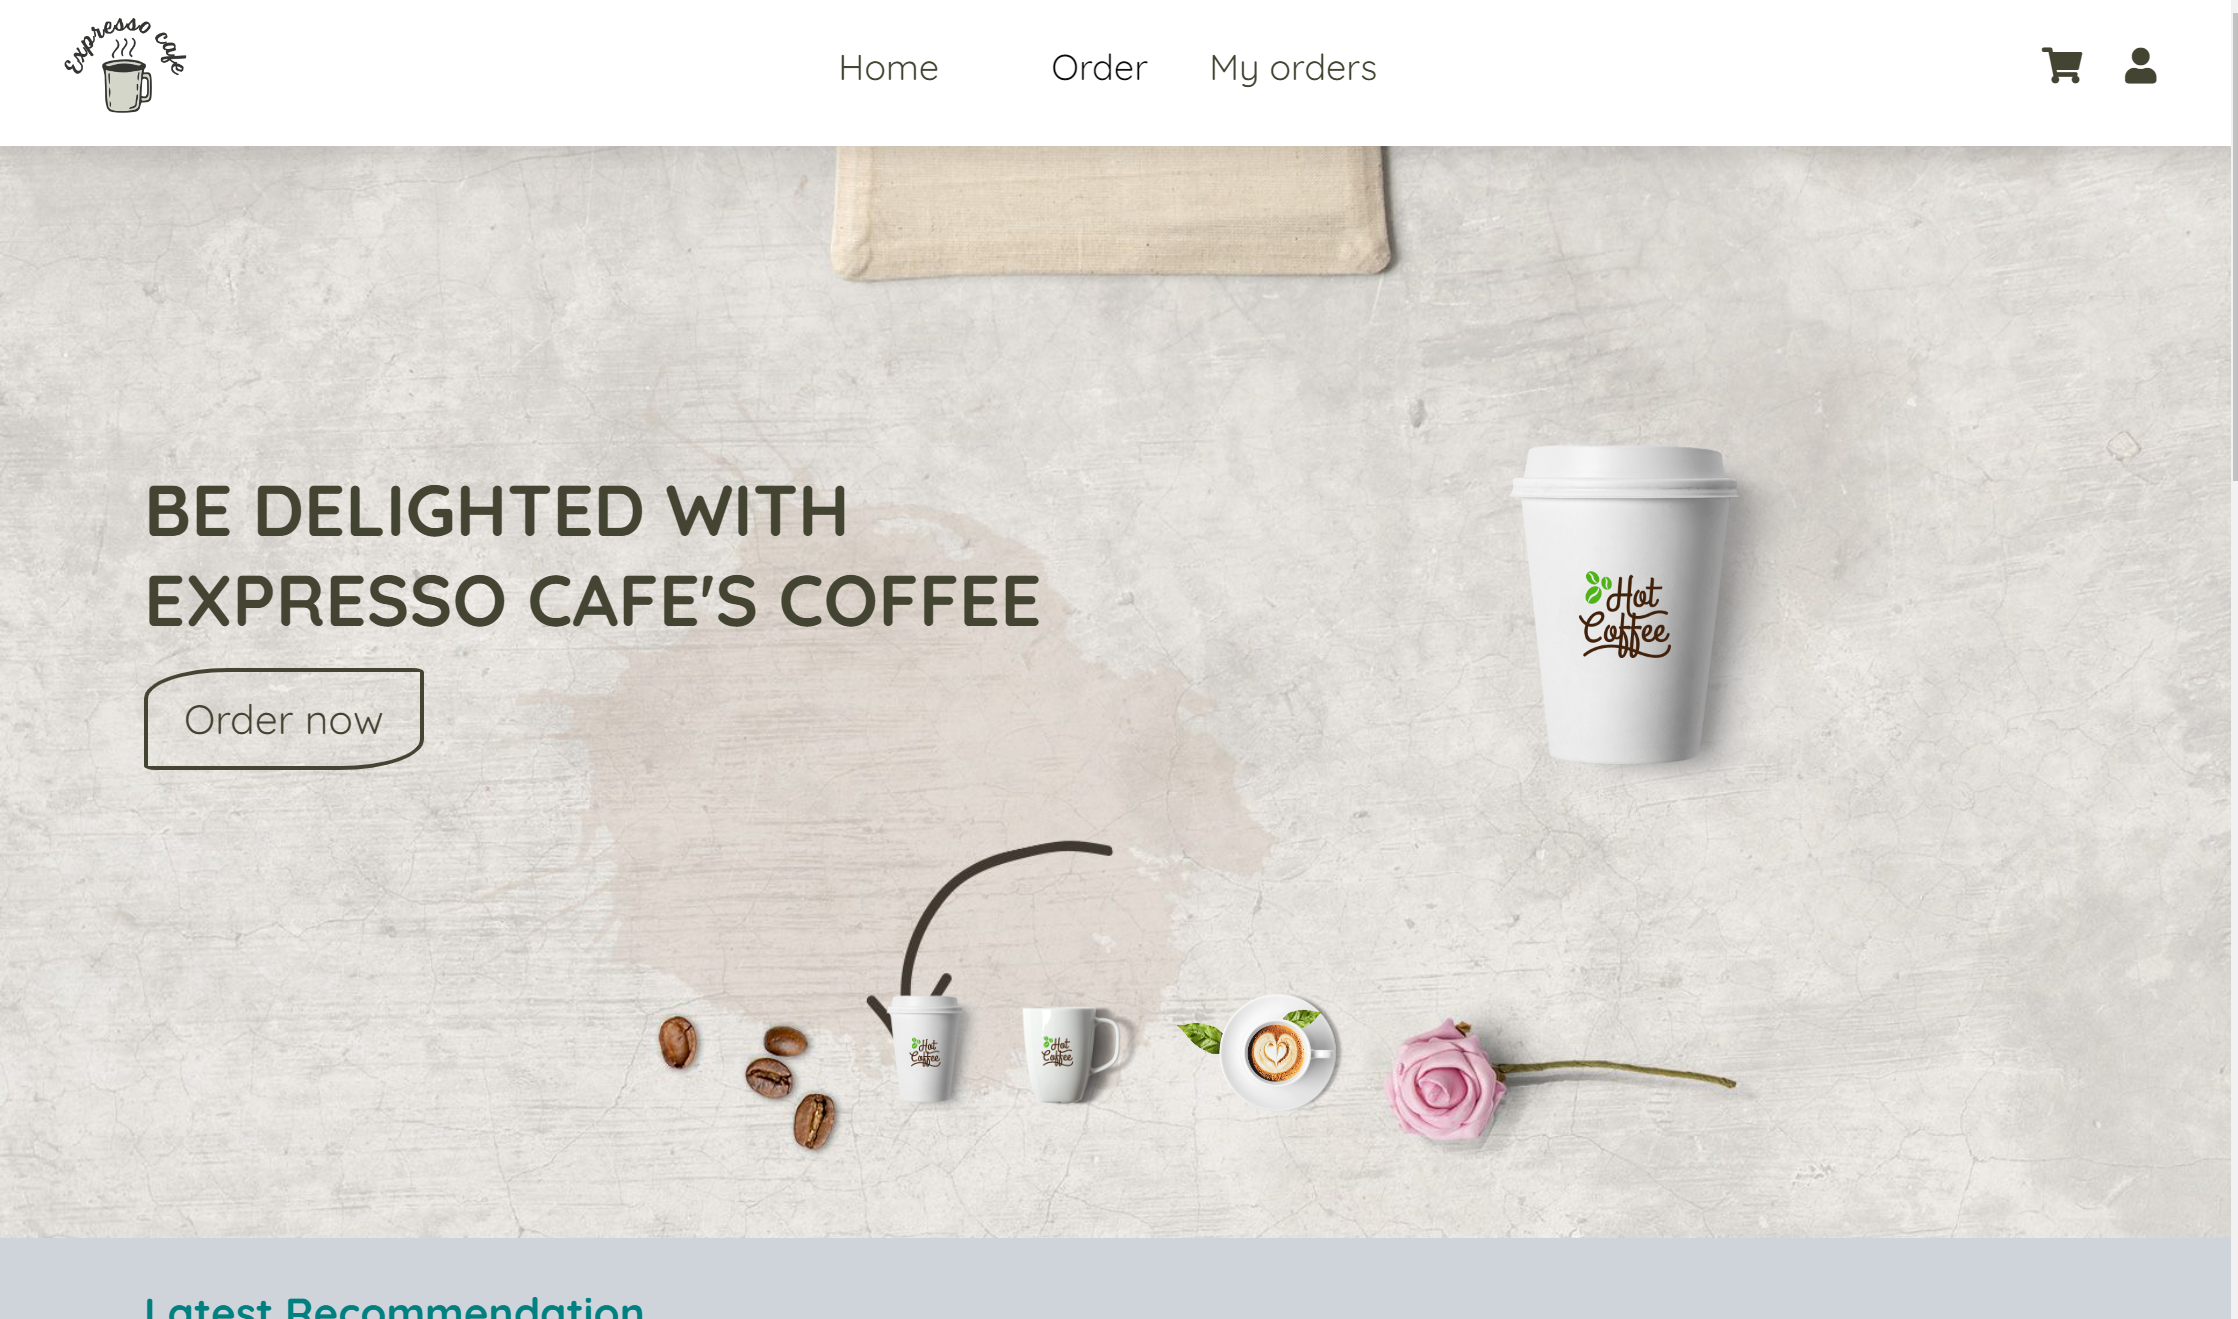 Expresso cafe
Home
Order
My orders
BE DELIGHTED WITH
EXPRESSO CAFE'S COFFEE
Order now
Hot
Coffee
Hot
Coffee
Hot
Coffee
Latest Recommendation